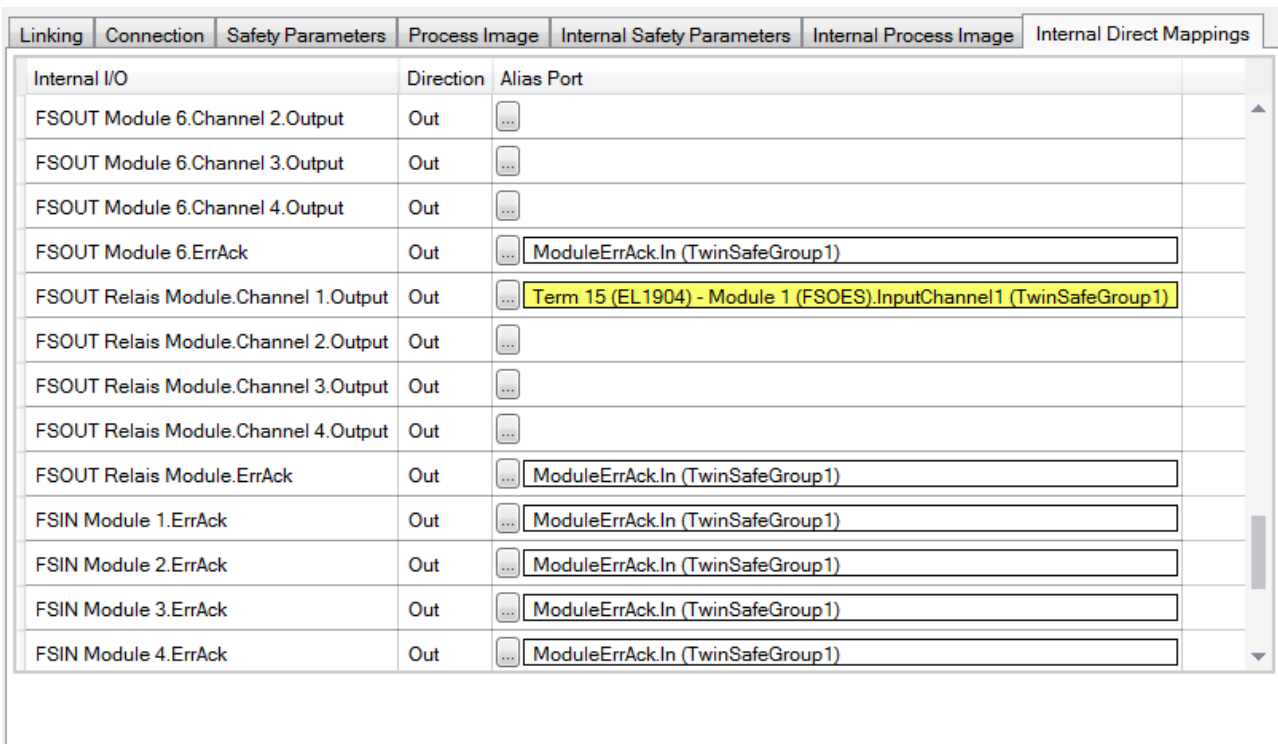 Linking Connection Safety Parameters Process Image Internal Safety Parameters Internal Process Image Internal Direct Mappings
Internal I/O Direction Alias Port
FSOUT Module 6.Channel 2.Output Out ...
FSOUT Module 6.Channel 3.Output Out ...
FSOUT Module 6.Channel 4.Output Out ...
FSOUT Module 6.ErrAck Out ... ModuleErrAck.In (TwinSafeGroup1)
FSOUT Relais Module.Channel 1.Output Out ... Term 15 (EL1904) - Module 1 (FSOES).InputChannel1 (TwinSafeGroup1)
FSOUT Relais Module.Channel 2.Output Out ...
FSOUT Relais Module.Channel 3.Output Out ...
FSOUT Relais Module.Channel 4.Output Out ...
FSOUT Relais Module.ErrAck Out ... ModuleErrAck.In (TwinSafeGroup1)
FSIN Module 1.ErrAck Out ... ModuleErrAck.In (TwinSafeGroup1)
FSIN Module 2.ErrAck Out ... ModuleErrAck.In (TwinSafeGroup1)
FSIN Module 3.ErrAck Out ... ModuleErrAck.In (TwinSafeGroup1)
FSIN Module 4.ErrAck Out ... ModuleErrAck.In (TwinSafeGroup1)